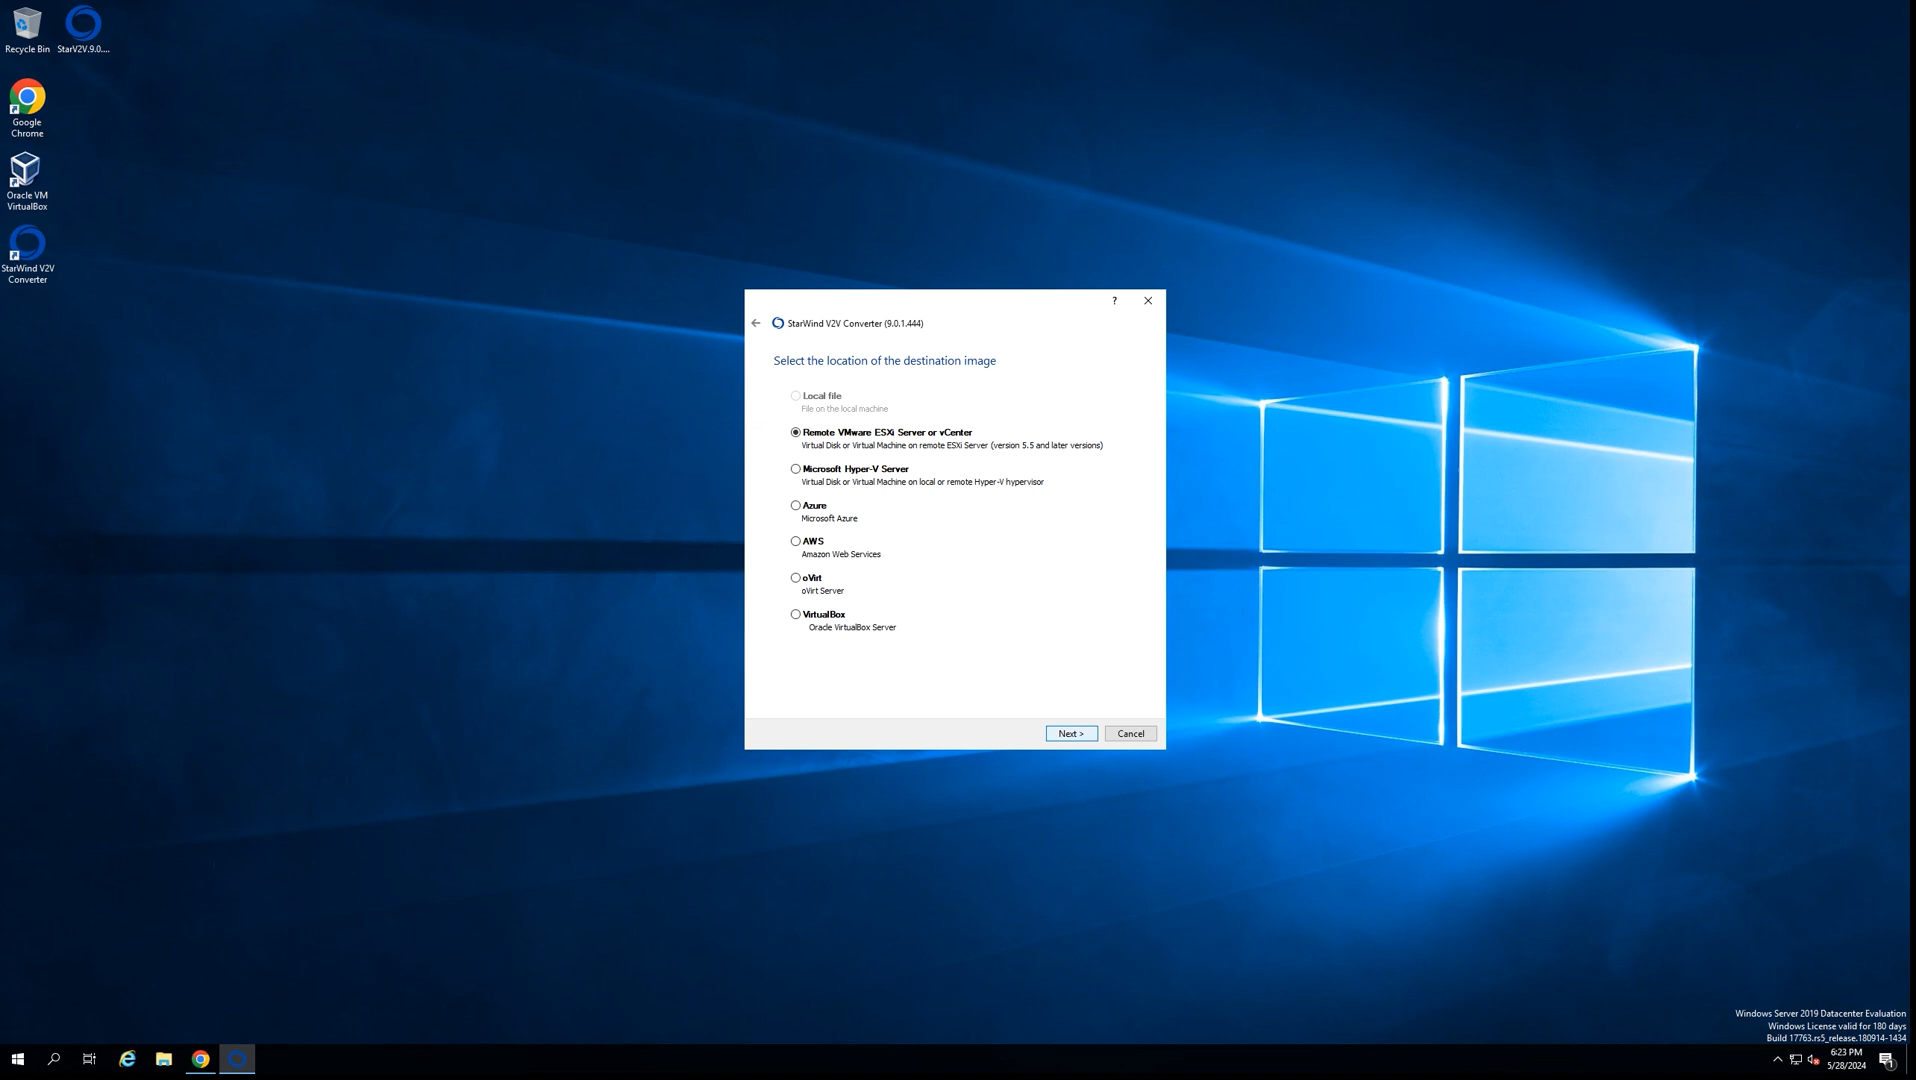 Recycle Bin
StarV2V.9.0....
Google
Chrome
Oracle VM
VirtualBox
StarWind V2V
Converter
?
StarWind V2V Converter (9.0.1.444)
Select the location of the destination image
Local file
File on the local machine
Remote VMware ESXi Server or vCenter
Virtual Disk or Virtual Machine on remote ESXi Server (version 5.5 and later versions)
Microsoft Hyper-V Server
Virtual Disk or Virtual Machine on local or remote Hyper-V hypervisor
Azure
Microsoft Azure
AWS
Amazon Web Services
oVirt
oVirt Server
VirtualBox
Oracle VirtualBox Server
Next >
Cancel
Windows Server 2019 Datacenter Evaluation
Windows License valid for 180 days
Build 17763.rs5_release.180914-1434
6:23 PM
5/28/2024
1